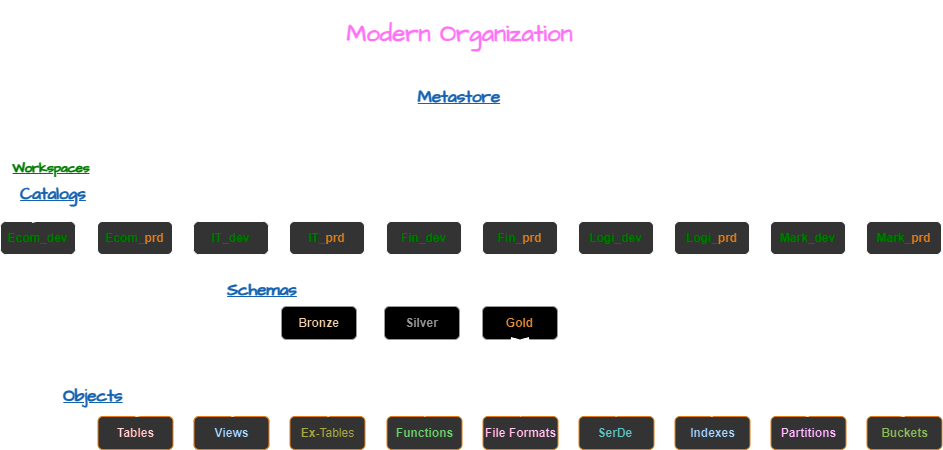 Modern Organization
Metastore
Workspaces
Catalogs
Ecom_dev Ecom_prd IT_dev IT_prd Fin_dev Fin_prd Logi_dev Logi_prd Mark_dev Mark_prd
Schemas
Bronze Silver Gold
Objects
Tables Views Ex-Tables Functions File Formats SerDe Indexes Partitions Buckets